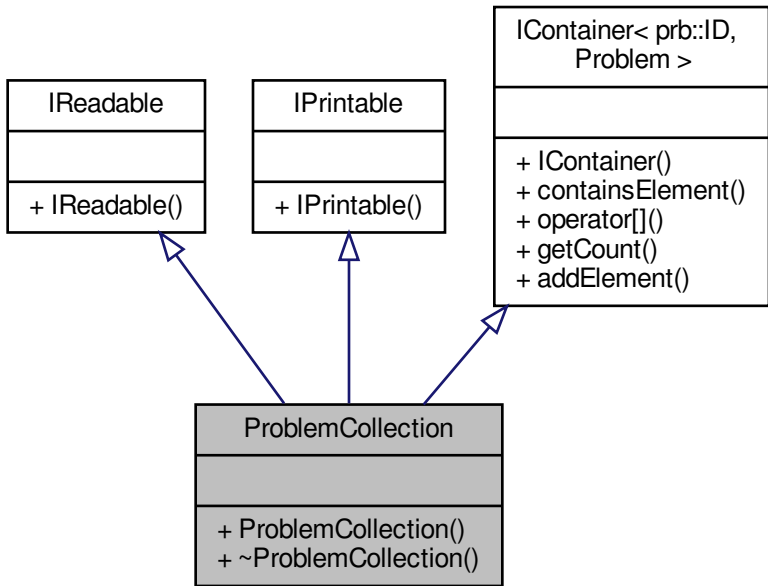 IReadable
+ IReadable()
IPrintable
+ IPrintable()
IContainer< prb::ID,
Problem >
+ IContainer()
+ containsElement()
+ operator[]()
+ getCount()
+ addElement()
ProblemCollection
+ ProblemCollection()
+ ~ProblemCollection()